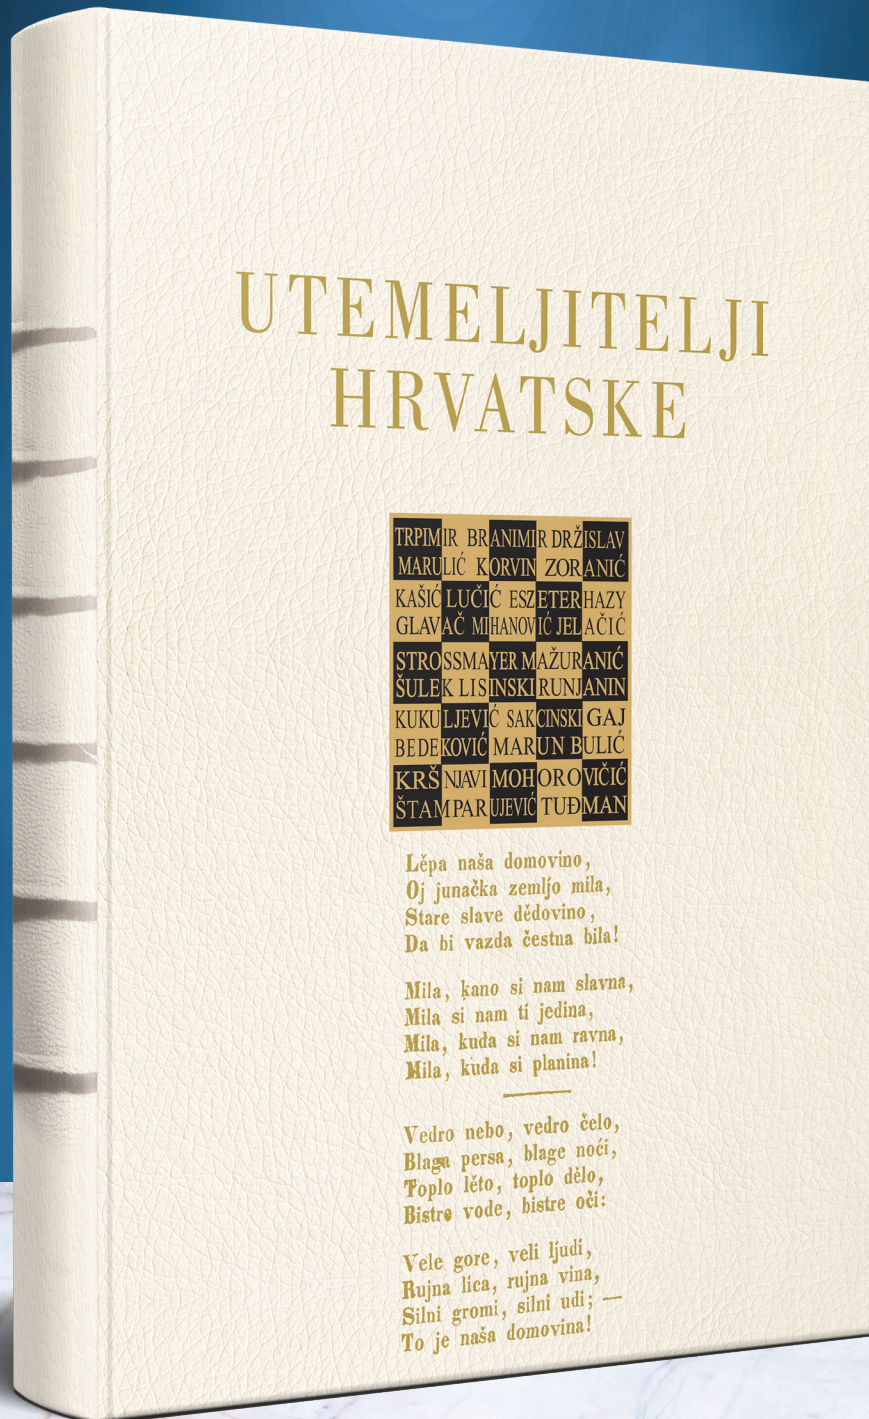 UTEMELJITELJI
HRVATSKE
TRPIMIR BRANIMIR DRŽISLAV
MARULIĆ KORVIN ZORANIĆ
KAŠIĆ LUČIĆ ESZETERHAZY
GLAVAČ MIHANOVIĆ JELAČIĆ
STROSSMAYER MAŽURANIĆ
ŠULEK LISINSKI RUNJANIN
KUKULJEVIĆ SAKCINSKI GAJ
BEDEKOVIĆ MARUN BULIĆ
KRŠNJAVI MOHOROVIČIĆ
ŠTAMPAR UJEVIĆ TUĐMAN
Lěpa naša domovino,
Oj junačka zemljo mila,
Stare slave dědovino,
Da bi vazda čestna bila!
Mila, kano si nam slavna,
Mila si nam ti jedina,
Mila, kuda si nam ravna,
Mila, kuda si planina!
Vedro nebo, vedro čelo,
Blaga persa, blage noći,
Toplo lěto, toplo dělo,
Bistre vode, bistre oči:
Vele gore, veli ljudi,
Rujna lica, rujna vina,
Silni gromi, silni udi; —
To je naša domovina!